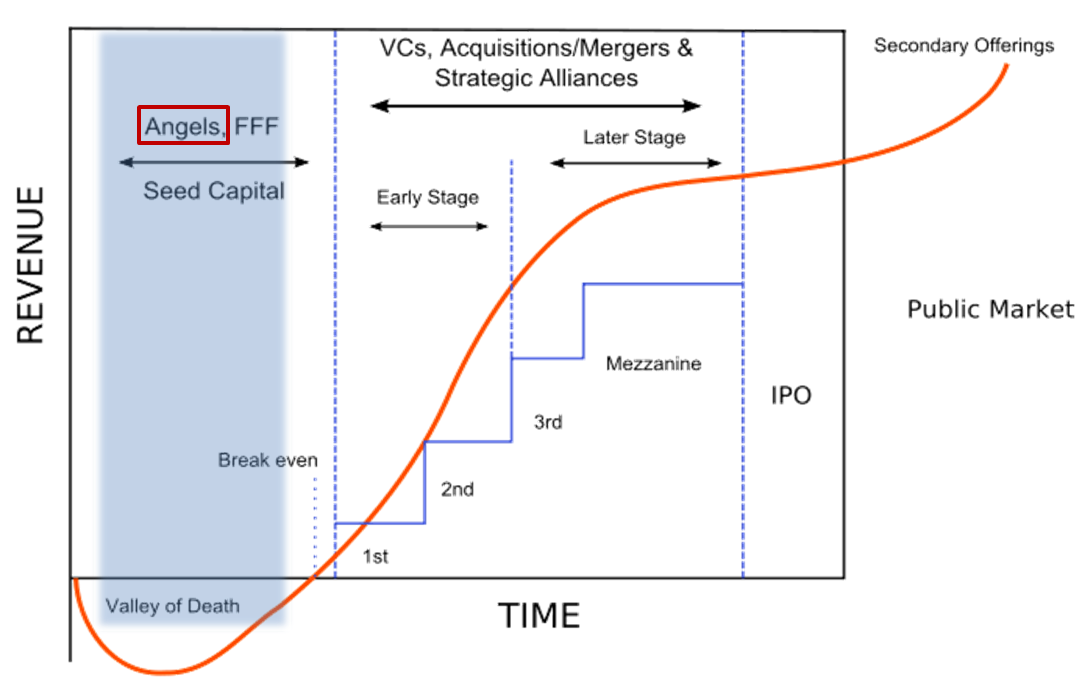 VCs, Acquisitions/Mergers &
Strategic Alliances
Secondary Offerings
Angels, FFF
Later Stage
Seed Capital
Early Stage
REVENUE
Public Market
Mezzanine
IPO
3rd
Break even
2nd
1st
Valley of Death
TIME